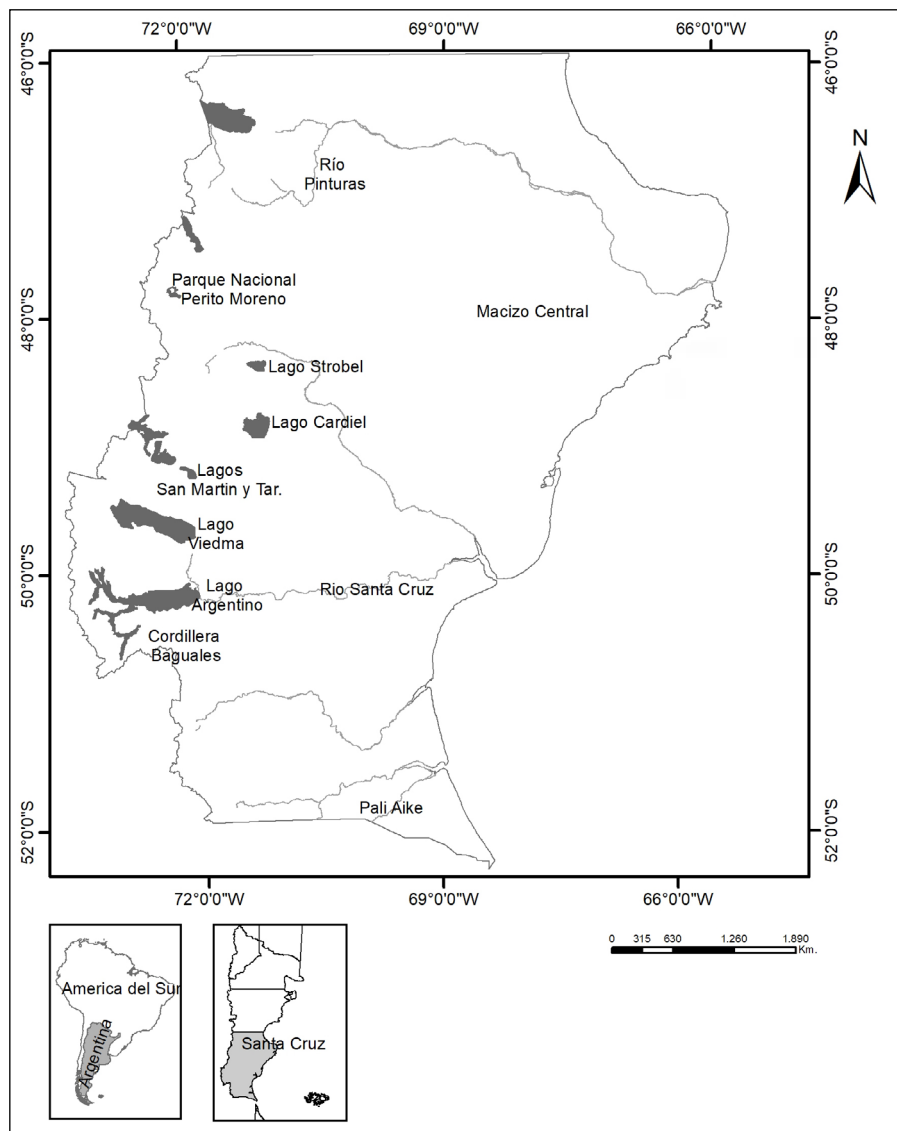 72°0'0"W
69°0'0"W
66°0'0"W
46°0'0"S
46°0'0"S
N
Río
Pinturas
Parque Nacional
Perito Moreno
Macizo Central
48°0'0"S
48°0'0"S
Lago Strobel
Lago Cardiel
Lagos
San Martin y Tar.
Lago
Viedma
50°0'0"S
50°0'0"S
Lago
Argentino
Rio Santa Cruz
Cordillera
Baguales
Pali Aike
52°0'0"S
52°0'0"S
72°0'0"W
69°0'0"W
66°0'0"W
0 315 630 1.260 1.890
Km.
America del Sur
Argentina
Santa Cruz